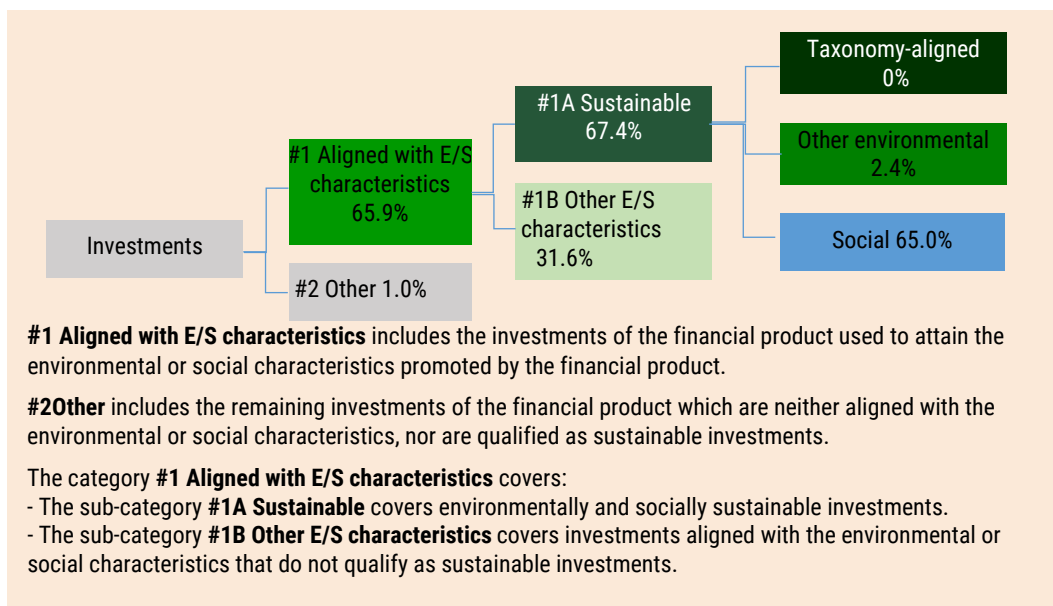 Investments
#1 Aligned with E/S
characteristics
65.9%
#2 Other 1.0%
#1A Sustainable
67.4%
#1B Other E/S
characteristics
31.6%
Taxonomy-aligned
0%
Other environmental
2.4%
Social 65.0%
#1 Aligned with E/S characteristics includes the investments of the financial product used to attain the
environmental or social characteristics promoted by the financial product.
#2Other includes the remaining investments of the financial product which are neither aligned with the
environmental or social characteristics, nor are qualified as sustainable investments.
The category #1 Aligned with E/S characteristics covers:
- The sub-category #1A Sustainable covers environmentally and socially sustainable investments.
- The sub-category #1B Other E/S characteristics covers investments aligned with the environmental or
social characteristics that do not qualify as sustainable investments.